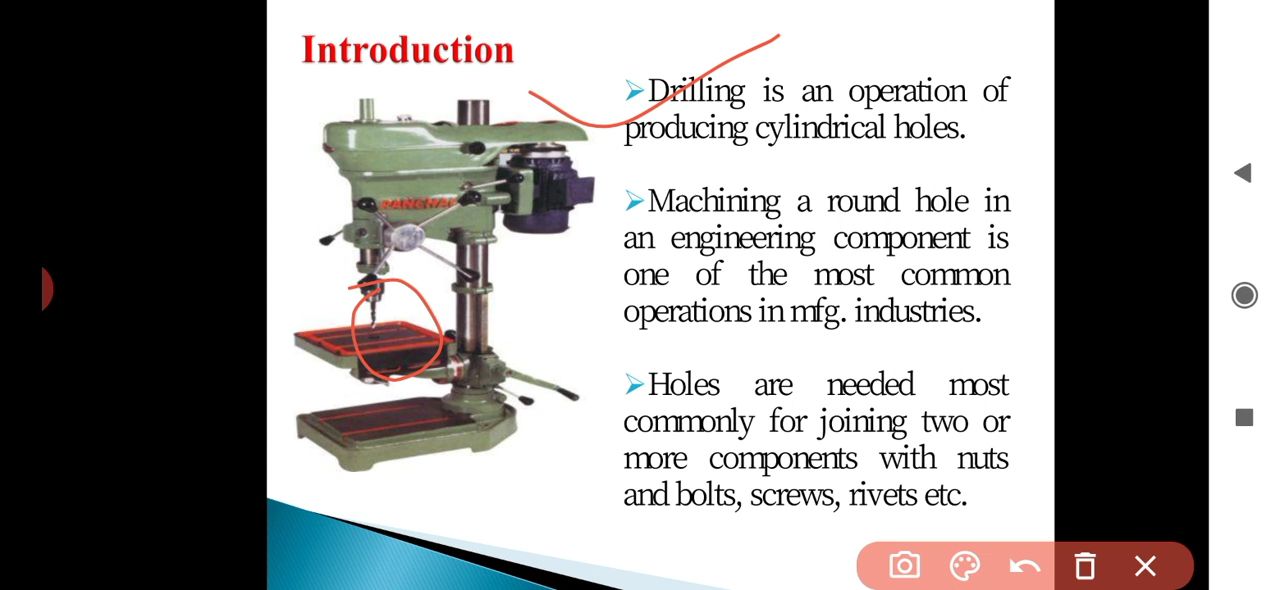 Introduction
➢Drilling is an operation of
producing cylindrical holes.
➢Machining a round hole in
an engineering component is
one of the most common
operations in mfg. industries.
➢Holes are needed most
commonly for joining two or
more components with nuts
and bolts, screws, rivets etc.